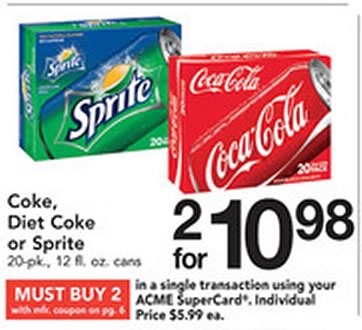 Sprite
Sprite
20
Coca-Cola
Coca-Cola
20
Coke,
Diet Coke
or Sprite
20-pk., 12 fl. oz. cans
2 for 10 98
MUST BUY 2
with mfr. coupon on pg. 6
in a single transaction using your
ACME SuperCard®. Individual
Price $5.99 ea.